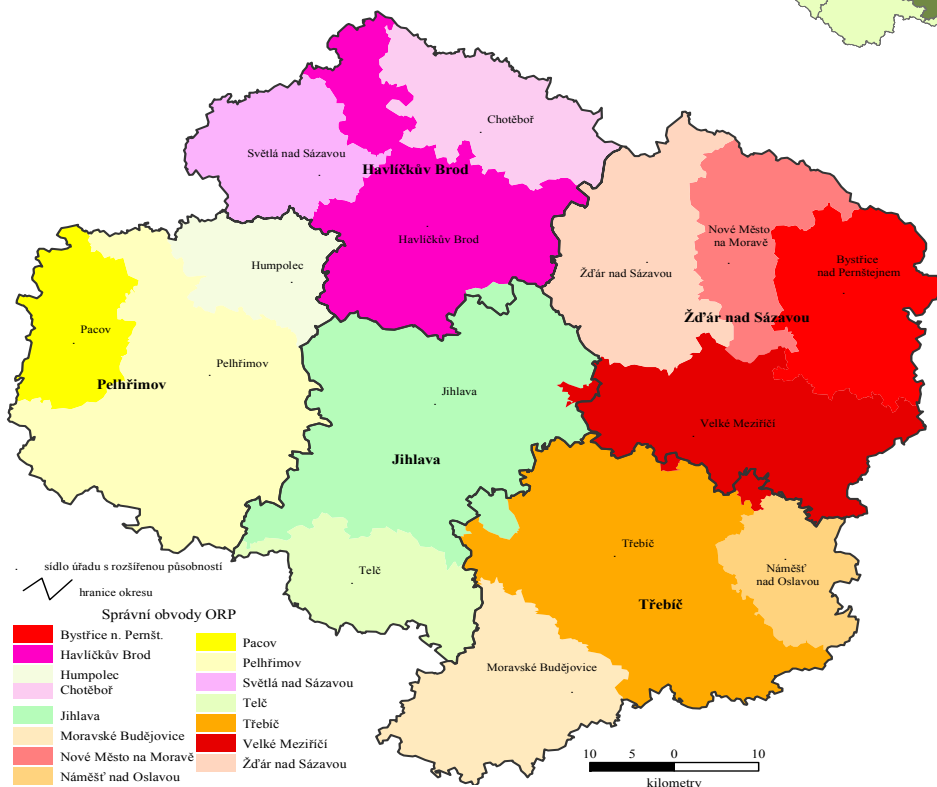 Chotěboř
Světlá nad Sázavou
Havlíčkův Brod
Havlíčkův Brod
Nové Město
na Moravě
Bystřice
nad Pernštejnem
Žďár nad Sázavou
Humpolec
Žďár nad Sázavou
Pacov
Pelhřimov
Pelhřimov
Jihlava
Velké Meziříčí
Jihlava
Třebíč
Telč
Náměšť
nad Oslavou
Třebíč
Moravské Budějovice
sídlo úřadu s rozšířenou působností
hranice okresu
Správní obvody ORP
Bystřice n. Pernšt.
Havlíčkův Brod
Humpolec
Chotěboř
Jihlava
Moravské Budějovice
Nové Město na Moravě
Náměšť nad Oslavou
Pacov
Pelhřimov
Světlá nad Sázavou
Telč
Třebíč
Velké Meziříčí
Žďár nad Sázavou
10 5 0 10
kilometry